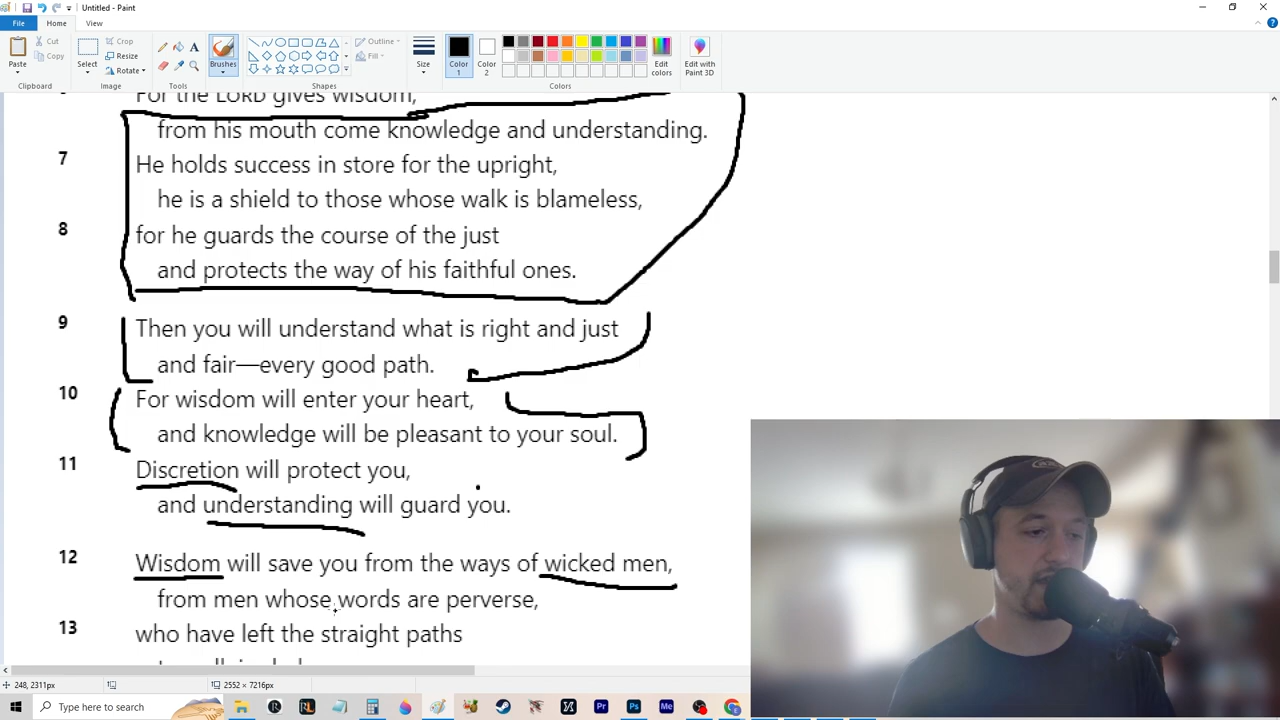 Untitled - Paint
File
Home
View
Paste
Cut
Copy
Clipboard
Select
Crop
Resize
Rotate
Image
Tools
Brushes
Shapes
Outline
Fill
Size
Color 1
Color 2
Edit colors
Edit with Paint 3D
Colors
For the LORD gives wisdom,
from his mouth come knowledge and understanding.
7 He holds success in store for the upright,
he is a shield to those whose walk is blameless,
8 for he guards the course of the just
and protects the way of his faithful ones.
9 Then you will understand what is right and just
and fair—every good path.
10 For wisdom will enter your heart,
and knowledge will be pleasant to your soul.
11 Discretion will protect you,
and understanding will guard you.
12 Wisdom will save you from the ways of wicked men,
from men whose words are perverse,
13 who have left the straight paths
248, 2311px
2552 × 7216px
Type here to search